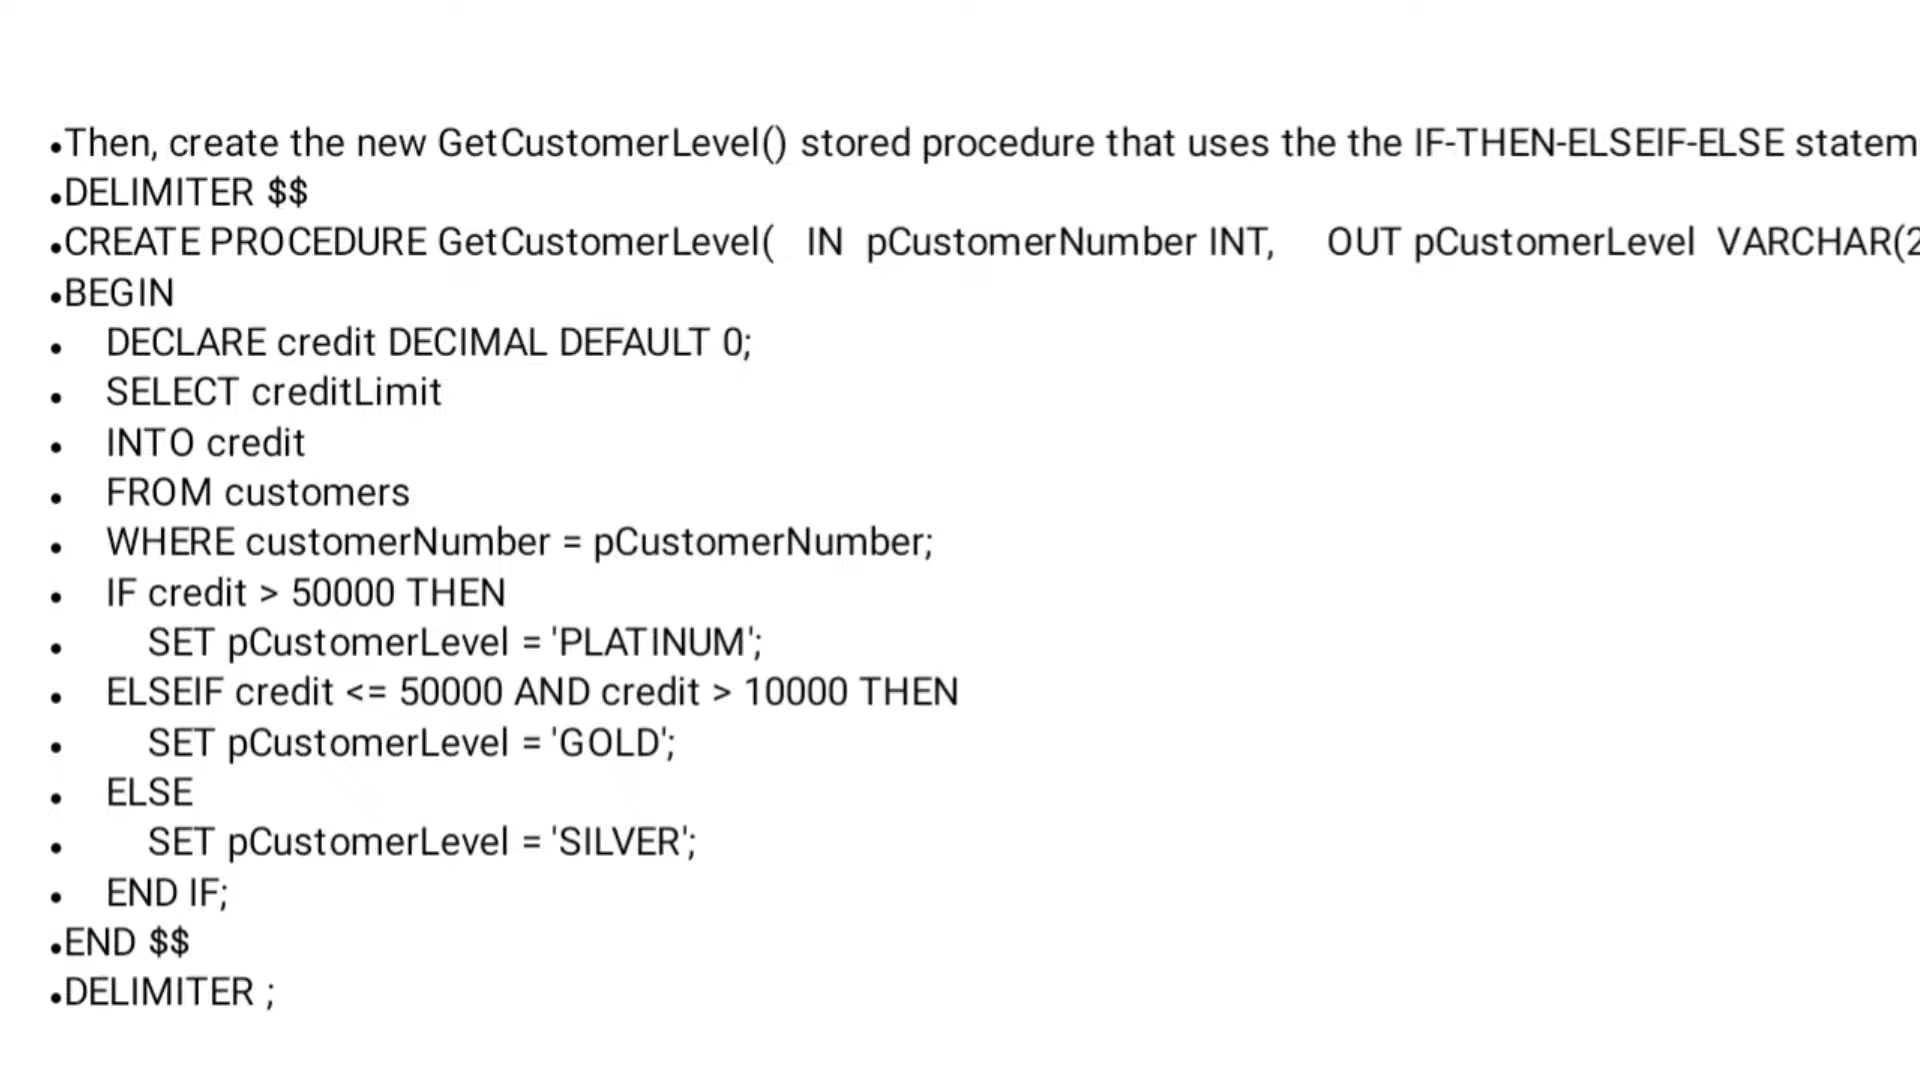 •Then, create the new GetCustomerLevel() stored procedure that uses the the IF-THEN-ELSEIF-ELSE statem
•DELIMITER $$
•CREATE PROCEDURE GetCustomerLevel( IN pCustomerNumber INT, OUT pCustomerLevel VARCHAR(2
•BEGIN
• DECLARE credit DECIMAL DEFAULT 0;
• SELECT creditLimit
• INTO credit
• FROM customers
• WHERE customerNumber = pCustomerNumber;
• IF credit > 50000 THEN
• SET pCustomerLevel = 'PLATINUM';
• ELSEIF credit <= 50000 AND credit > 10000 THEN
• SET pCustomerLevel = 'GOLD';
• ELSE
• SET pCustomerLevel = 'SILVER';
• END IF;
•END $$
•DELIMITER ;